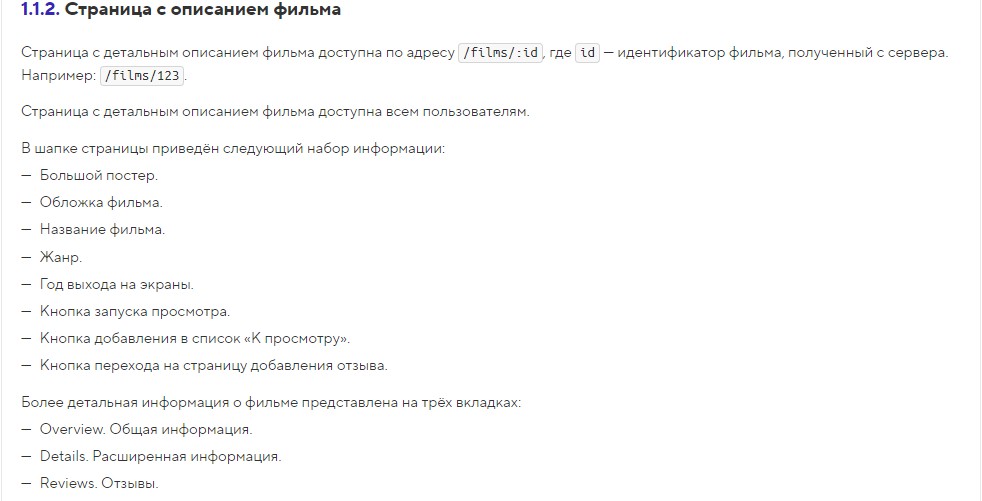 1.1.2. Страница с описанием фильма
Страница с детальным описанием фильма доступна по адресу /films/:id, где id — идентификатор фильма, полученный с сервера.
Например: /films/123.
Страница с детальным описанием фильма доступна всем пользователям.
В шапке страницы приведён следующий набор информации:
— Большой постер.
— Обложка фильма.
— Название фильма.
— Жанр.
— Год выхода на экраны.
— Кнопка запуска просмотра.
— Кнопка добавления в список «К просмотру».
— Кнопка перехода на страницу добавления отзыва.
Более детальная информация о фильме представлена на трёх вкладках:
— Overview. Общая информация.
— Details. Расширенная информация.
— Reviews. Отзывы.